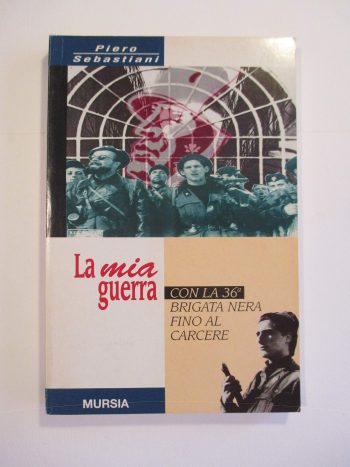 Piero
Sebastiani
La mia
guerra
CON LA 36ª
BRIGATA NERA
FINO AL
CARCERE
MURSIA